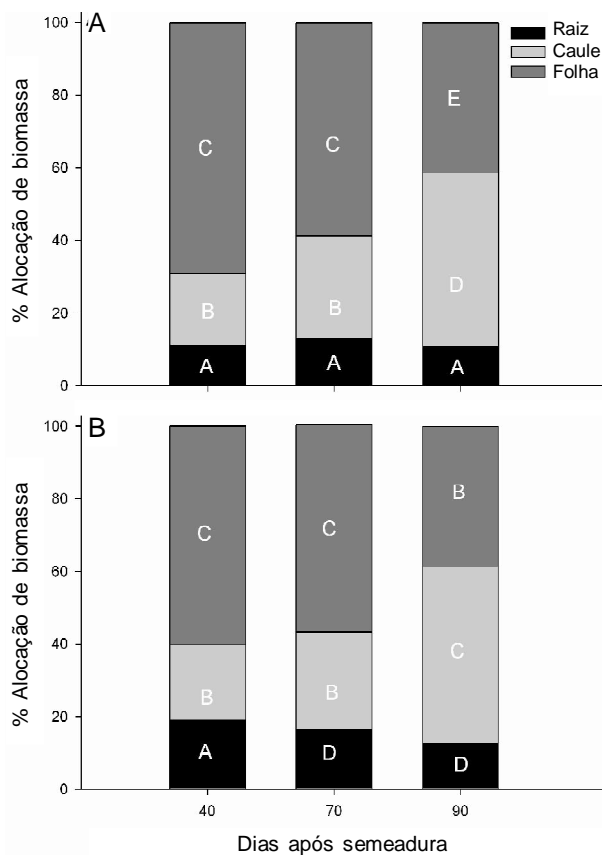 A
Raiz
Caule
Folha
% Alocação de biomassa
100
80
60
40
20
0
C
C
E
B
B
D
A
A
A
B
% Alocação de biomassa
100
80
60
40
20
0
C
C
B
B
B
C
A
D
D
40
70
90
Dias após semeadura